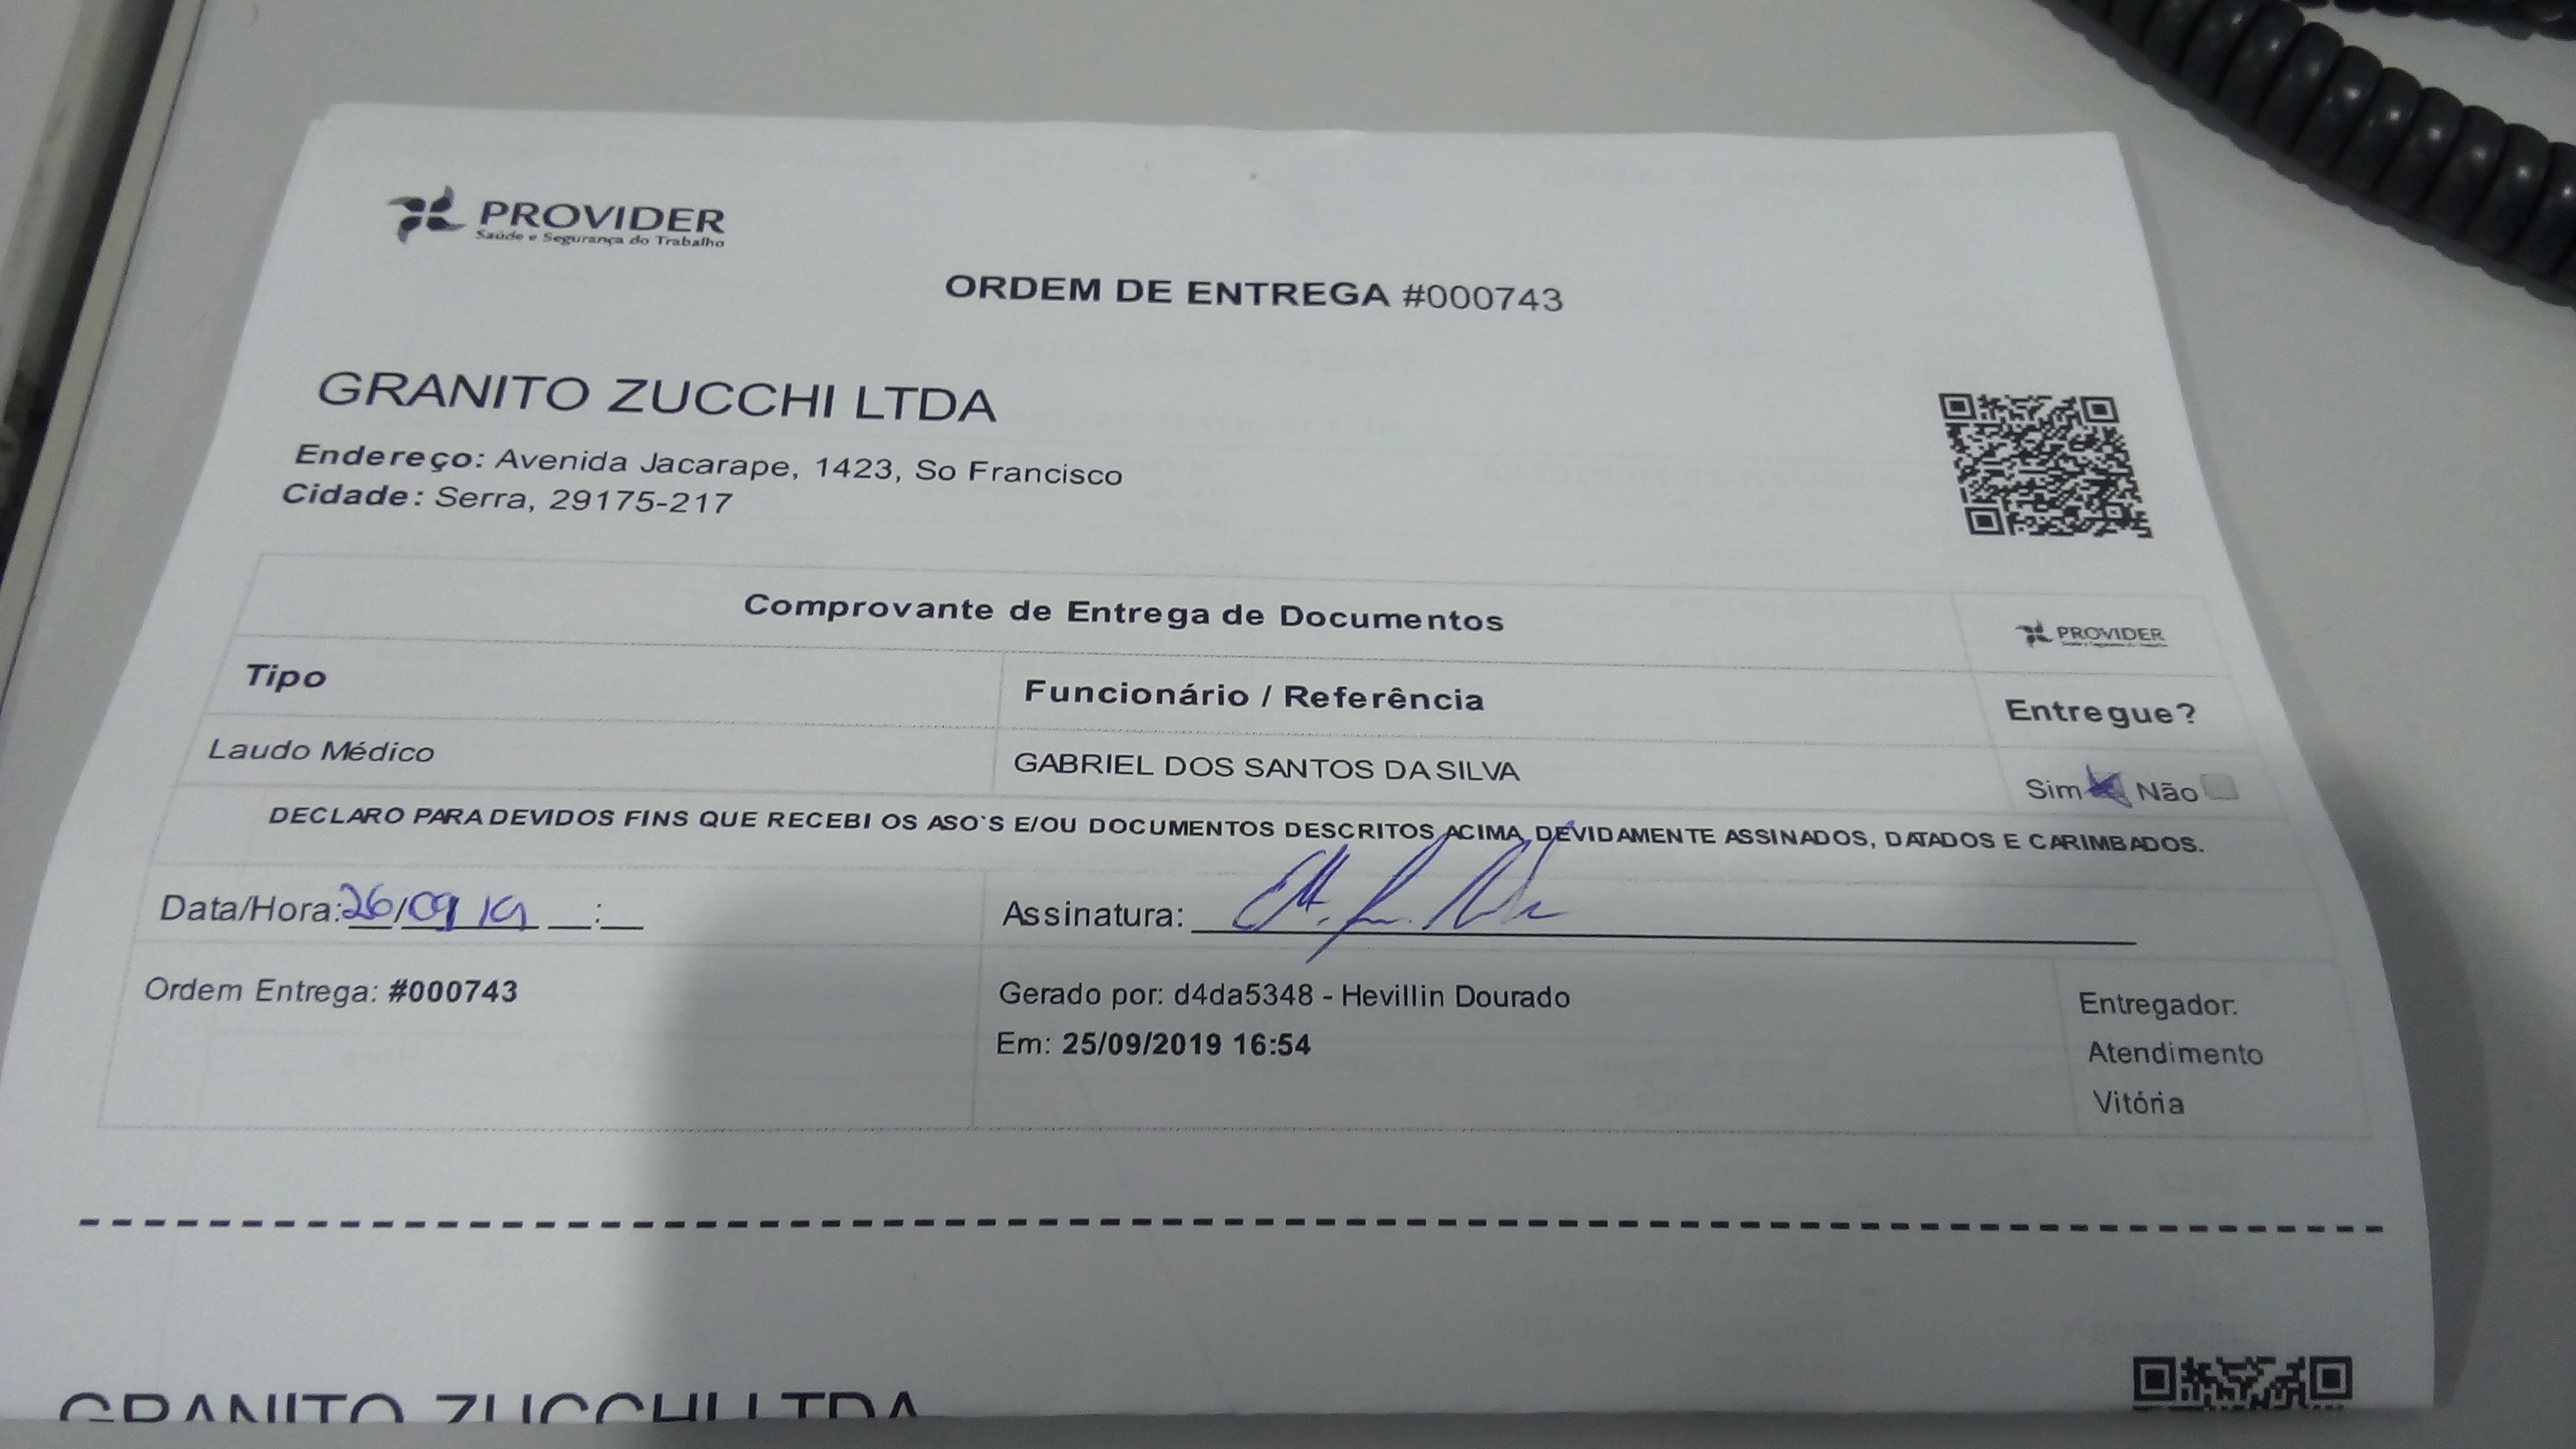 PROVIDER
Saúde e Segurança do Trabalho
ORDEM DE ENTREGA #000743
GRANITO ZUCCHI LTDA
Endereço: Avenida Jacarape, 1423, So Francisco
Cidade: Serra, 29175-217
Comprovante de Entrega de Documentos
PROVIDER
Tipo
Funcionário / Referência
Entregue?
Laudo Médico
GABRIEL DOS SANTOS DA SILVA
Sim Não
DECLARO PARA DEVIDOS FINS QUE RECEBI OS ASO`S E/OU DOCUMENTOS DESCRITOS ACIMA, DEVIDAMENTE ASSINADOS, DATADOS E CARIMBADOS.
Data/Hora: 26/09/19 __:__
Assinatura:
Ordem Entrega: #000743
Gerado por: d4da5348 - Hevillin Dourado
Em: 25/09/2019 16:54
Entregador:
Atendimento
Vitória
GRANITO ZUCCHI LTDA